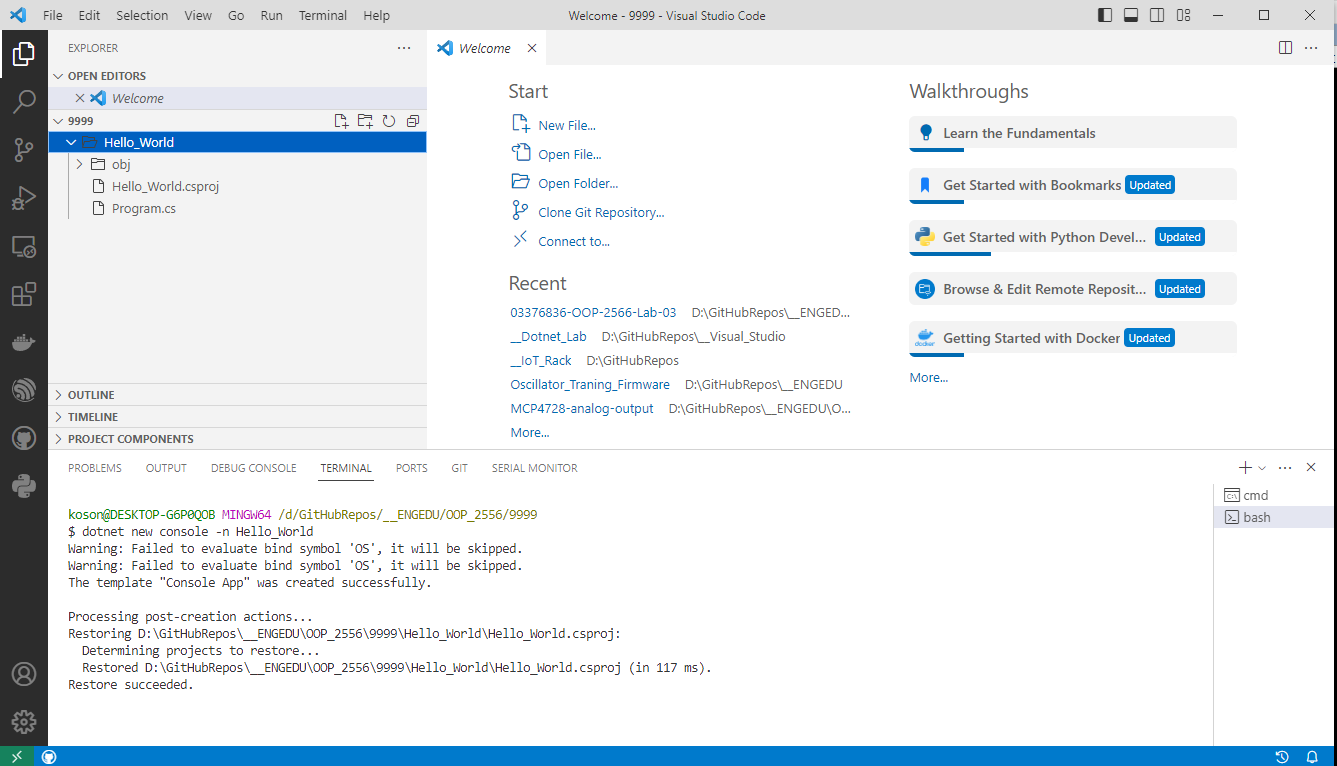 File Edit Selection View Go Run Terminal Help Welcome - 9999 - Visual Studio Code
EXPLORER
OPEN EDITORS
Welcome
9999
Hello_World
obj
Hello_World.csproj
Program.cs
OUTLINE
TIMELINE
PROJECT COMPONENTS
Welcome
Start
New File...
Open File...
Open Folder...
Clone Git Repository...
Connect to...
Recent
03376836-OOP-2566-Lab-03 D:\GitHubRepos\__ENGED...
__Dotnet_Lab D:\GitHubRepos\__Visual_Studio
__IoT_Rack D:\GitHubRepos
Oscillator_Traning_Firmware D:\GitHubRepos\__ENGEDU
MCP4728-analog-output D:\GitHubRepos\__ENGEDU\O...
More...
Walkthroughs
Learn the Fundamentals
Get Started with Bookmarks Updated
Get Started with Python Devel... Updated
Browse & Edit Remote Reposit... Updated
docker Getting Started with Docker Updated
More...
PROBLEMS OUTPUT DEBUG CONSOLE TERMINAL PORTS GIT SERIAL MONITOR
koson@DESKTOP-G6P0QOB MINGW64 /d/GitHubRepos/__ENGEDU/OOP_2556/9999
$ dotnet new console -n Hello_World
Warning: Failed to evaluate bind symbol 'OS', it will be skipped.
Warning: Failed to evaluate bind symbol 'OS', it will be skipped.
The template "Console App" was created successfully.
Processing post-creation actions...
Restoring D:\GitHubRepos\__ENGEDU\OOP_2556\9999\Hello_World\Hello_World.csproj:
Determining projects to restore...
Restored D:\GitHubRepos\__ENGEDU\OOP_2556\9999\Hello_World\Hello_World.csproj (in 117 ms).
Restore succeeded.
cmd
bash